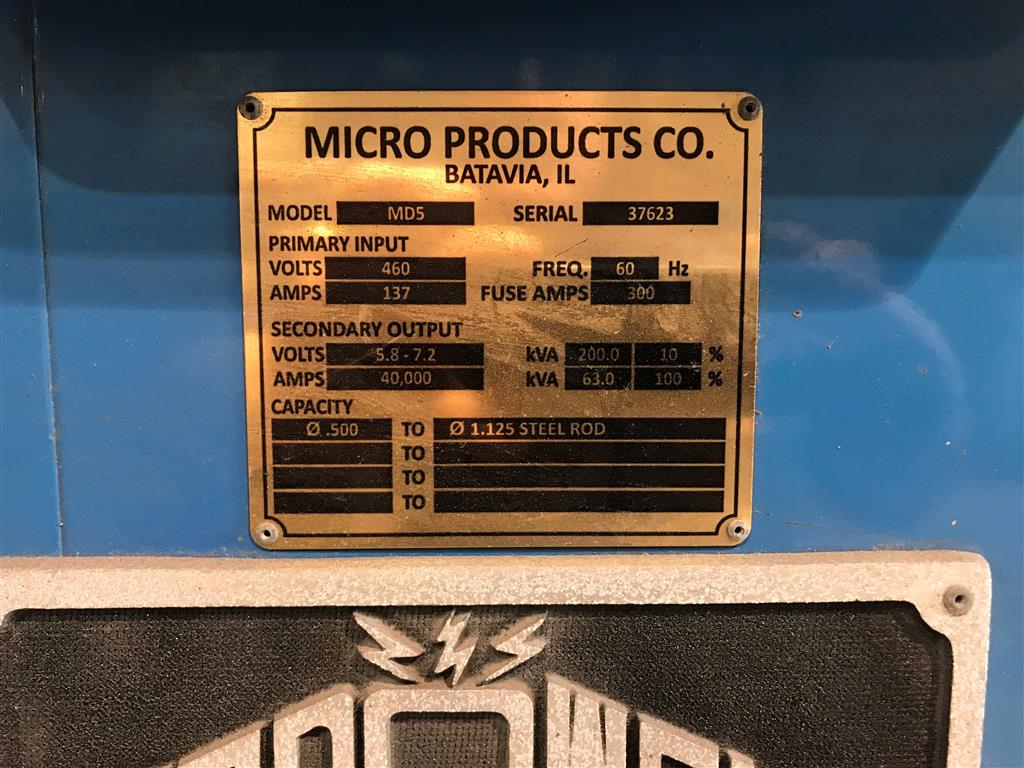 MICRO PRODUCTS CO.
BATAVIA, IL
MODEL MD5 SERIAL 37623
PRIMARY INPUT
VOLTS 460 FREQ. 60 Hz
AMPS 137 FUSE AMPS 300
SECONDARY OUTPUT
VOLTS 5.8 - 7.2 kVA 200.0 10 %
AMPS 40,000 kVA 63.0 100 %
CAPACITY
Ø .500 TO Ø 1.125 STEEL ROD
TO
TO
TO